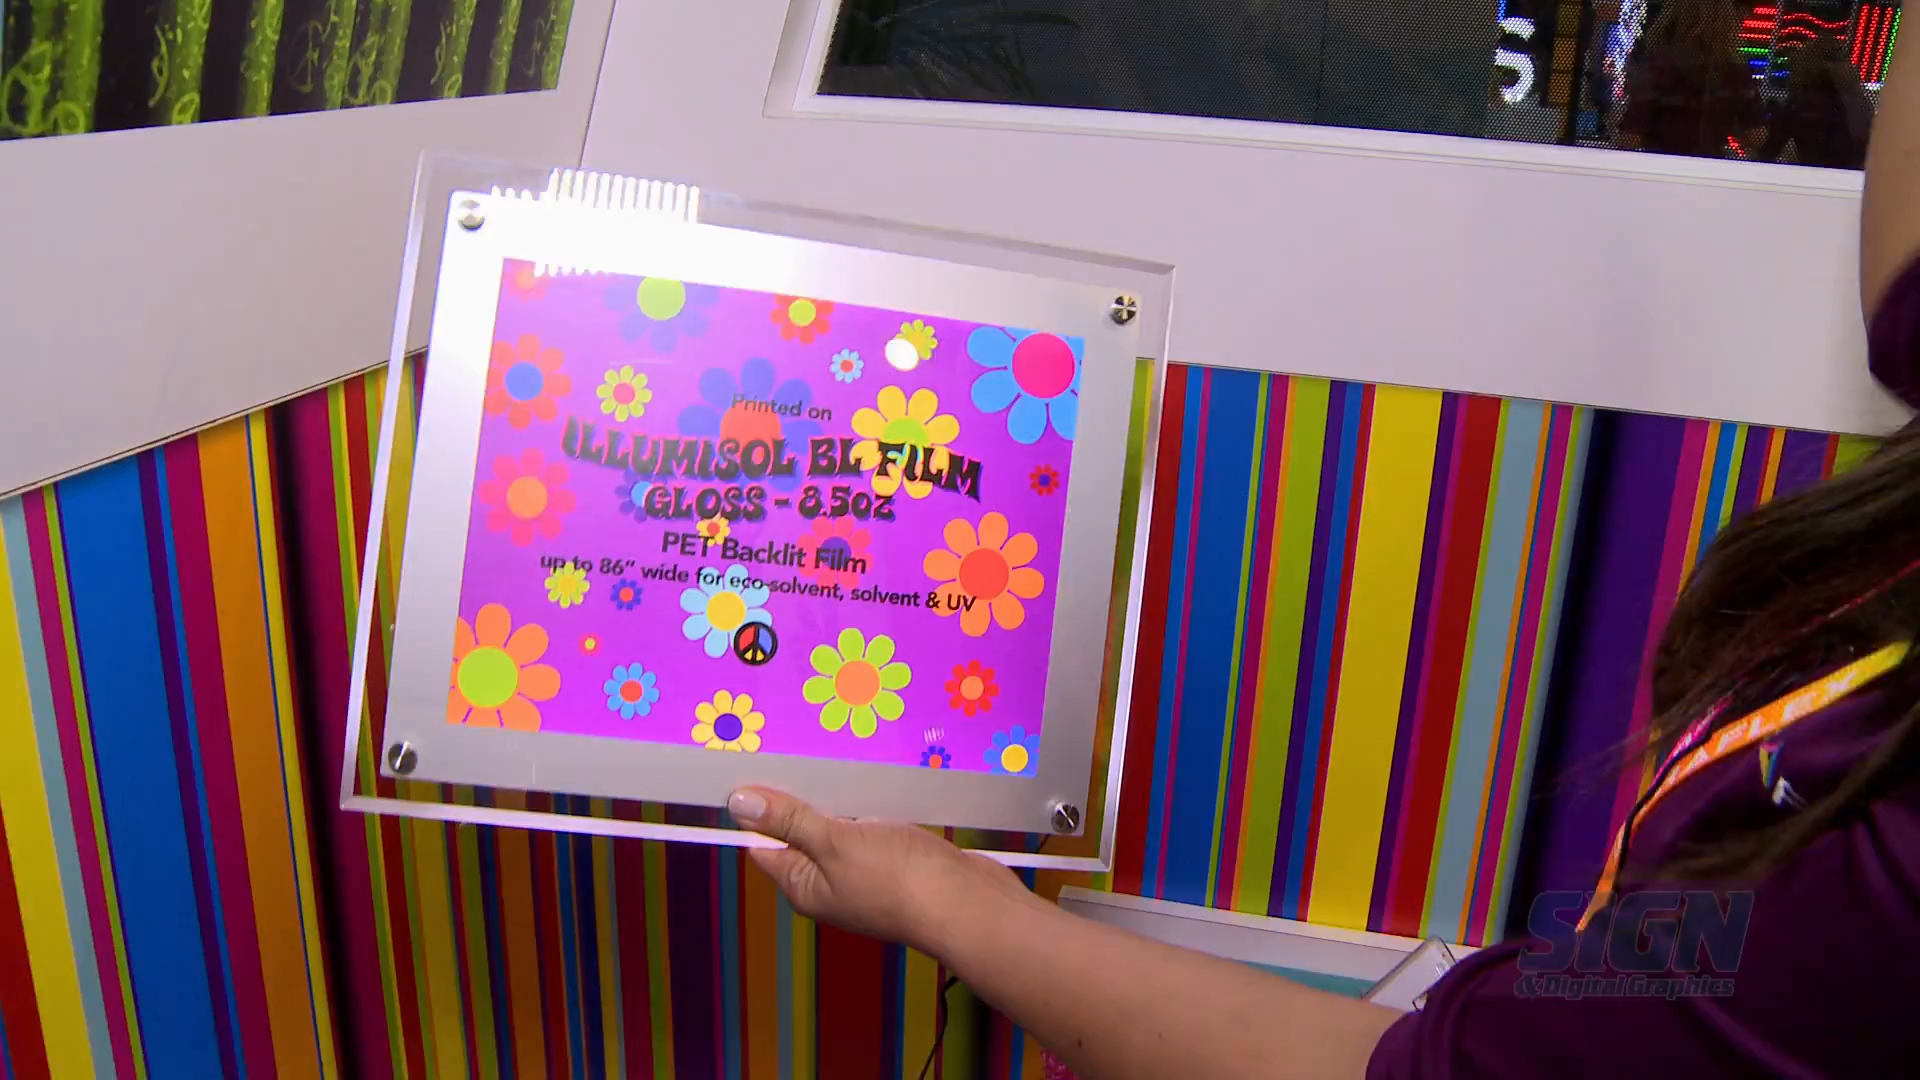 S
Printed on
ILLUMISOL BL FILM
GLOSS - 8.5oz
PET Backlit Film
up to 86" wide for eco-solvent, solvent & UV
SiGN
& Digital Graphics